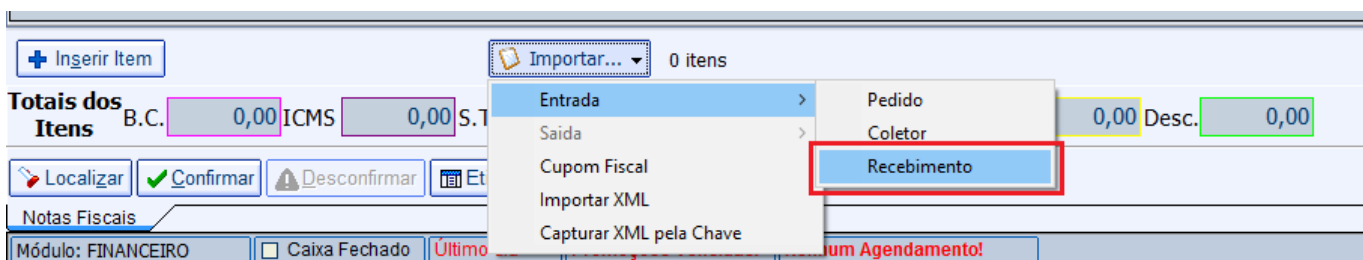 Inserir Item
Importar... 0 itens
Entrada
Pedido
Totais dos Itens B.C. 0,00 ICMS 0,00 S.T 0,00 Desc. 0,00
Saida
Coletor
Localizar Confirmar Desconfirmar Et
Cupom Fiscal
Recebimento
Importar XML
Notas Fiscais
Capturar XML pela Chave
Módulo: FINANCEIRO Caixa Fechado Último Agendamento!